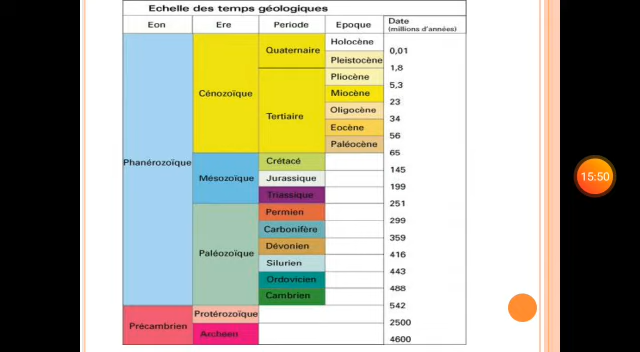 Echelle des temps géologiques
Eon Ere Periode Epoque Date
(millions d'années)
Holocène
Quaternaire
0,01
Pleistocène
1,8
Pliocène
5,3
Miocène
23
Cénozoïque
Oligocène
Tertiaire
34
Eocène
56
Paléocène
65
Phanérozoïque
Crétacé
145
Mésozoïque
Jurassique
199
Triassique
251
Permien
299
Carbonifère
359
Paléozoïque
Dévonien
416
Silurien
443
Ordovicien
488
Cambrien
542
Protérozoïque
2500
Précambrien
Archéen
4600
15:50